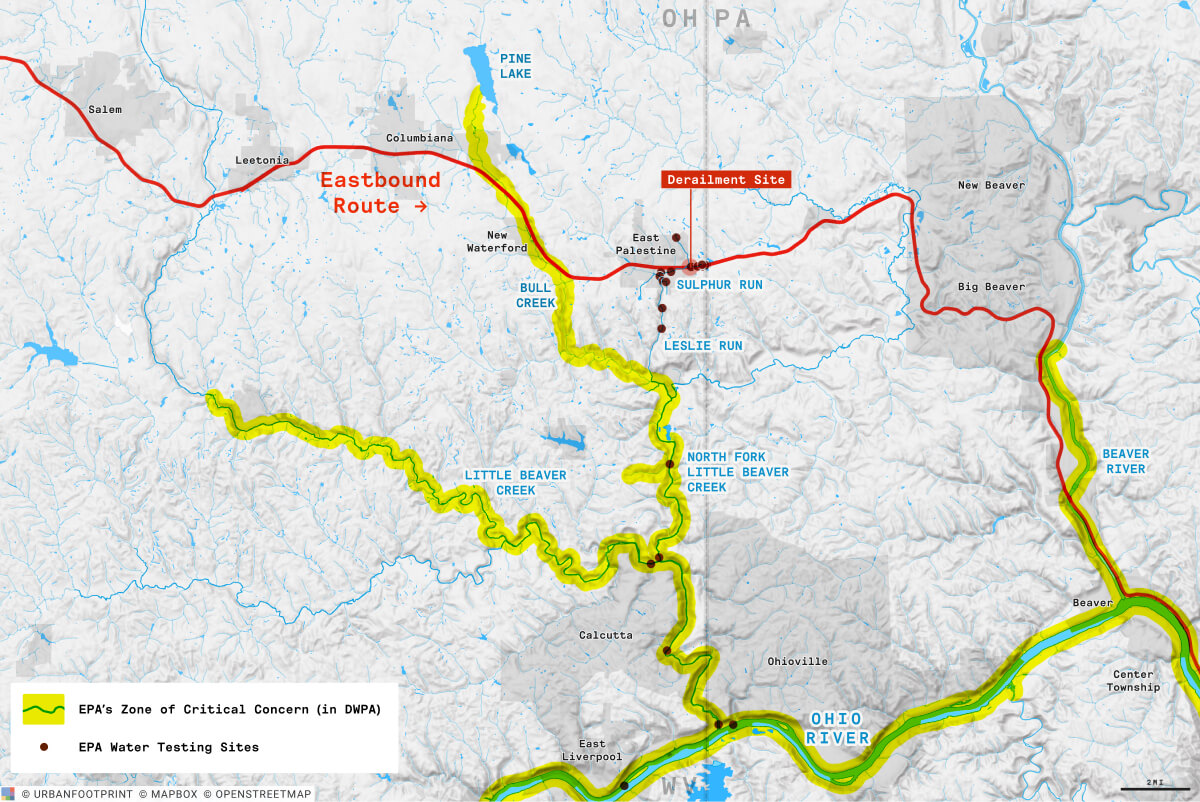 OH PA
PINE
LAKE
Salem
Columbiana
Leetonia
Eastbound
Route →
Derailment Site
New Beaver
New
Waterford
East
Palestine
BULL
CREEK
SULPHUR RUN
Big Beaver
LESLIE RUN
BEAVER
RIVER
NORTH FORK
LITTLE BEAVER
CREEK
LITTLE BEAVER
CREEK
Beaver
Calcutta
Ohioville
Center
Township
OHIO
RIVER
East
Liverpool
WV
EPA's Zone of Critical Concern (in DWPA)
EPA Water Testing Sites
2MI
© URBANFOOTPRINT © MAPBOX © OPENSTREETMAP